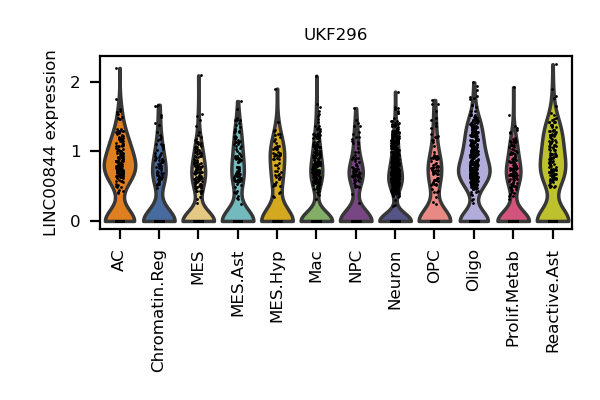 UKF296
LINC00844 expression
2
1
0
AC
Chromatin.Reg
MES
MES.Ast
MES.Hyp
Mac
NPC
Neuron
OPC
Oligo
Prolif.Metab
Reactive.Ast